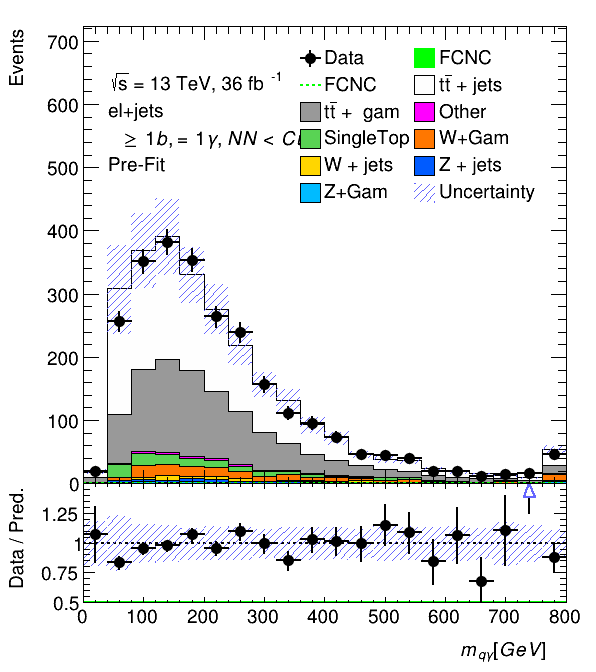 Events
700
600
500
400
300
200
100
0
√s = 13 TeV, 36 fb -1
el+jets
≥ 1b, = 1γ, NN < 
Pre-Fit
Data
FCNC
FCNC
tt̄ + jets
tt̄ + gam
Other
SingleTop
W+Gam
W + jets
Z + jets
Z+Gam
Uncertainty
Data / Pred.
1.25
1
0.75
0.5
0 100 200 300 400 500 600 700 800
m_qγ[GeV]